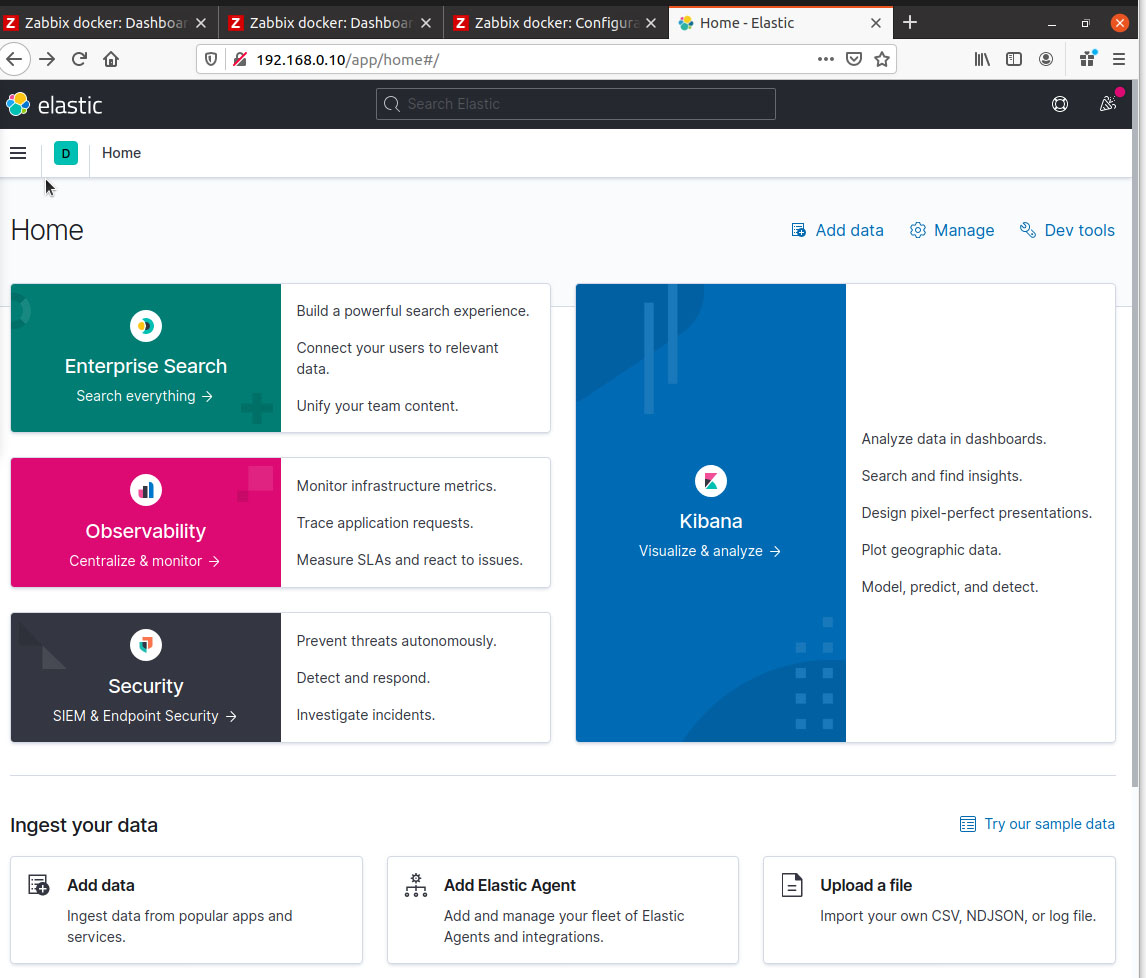 Zabbix docker: Dashboar
Zabbix docker: Dashboar
Zabbix docker: Configura
Home - Elastic
192.168.0.10/app/home#/
elastic
Search Elastic
D
Home
Home
Add data
Manage
Dev tools
Enterprise Search
Search everything →
Build a powerful search experience.
Connect your users to relevant
data.
Unify your team content.
Observability
Centralize & monitor →
Monitor infrastructure metrics.
Trace application requests.
Measure SLAs and react to issues.
Security
SIEM & Endpoint Security →
Prevent threats autonomously.
Detect and respond.
Investigate incidents.
Kibana
Visualize & analyze →
Analyze data in dashboards.
Search and find insights.
Design pixel-perfect presentations.
Plot geographic data.
Model, predict, and detect.
Ingest your data
Try our sample data
Add data
Ingest data from popular apps and
services.
Add Elastic Agent
Add and manage your fleet of Elastic
Agents and integrations.
Upload a file
Import your own CSV, NDJSON, or log file.